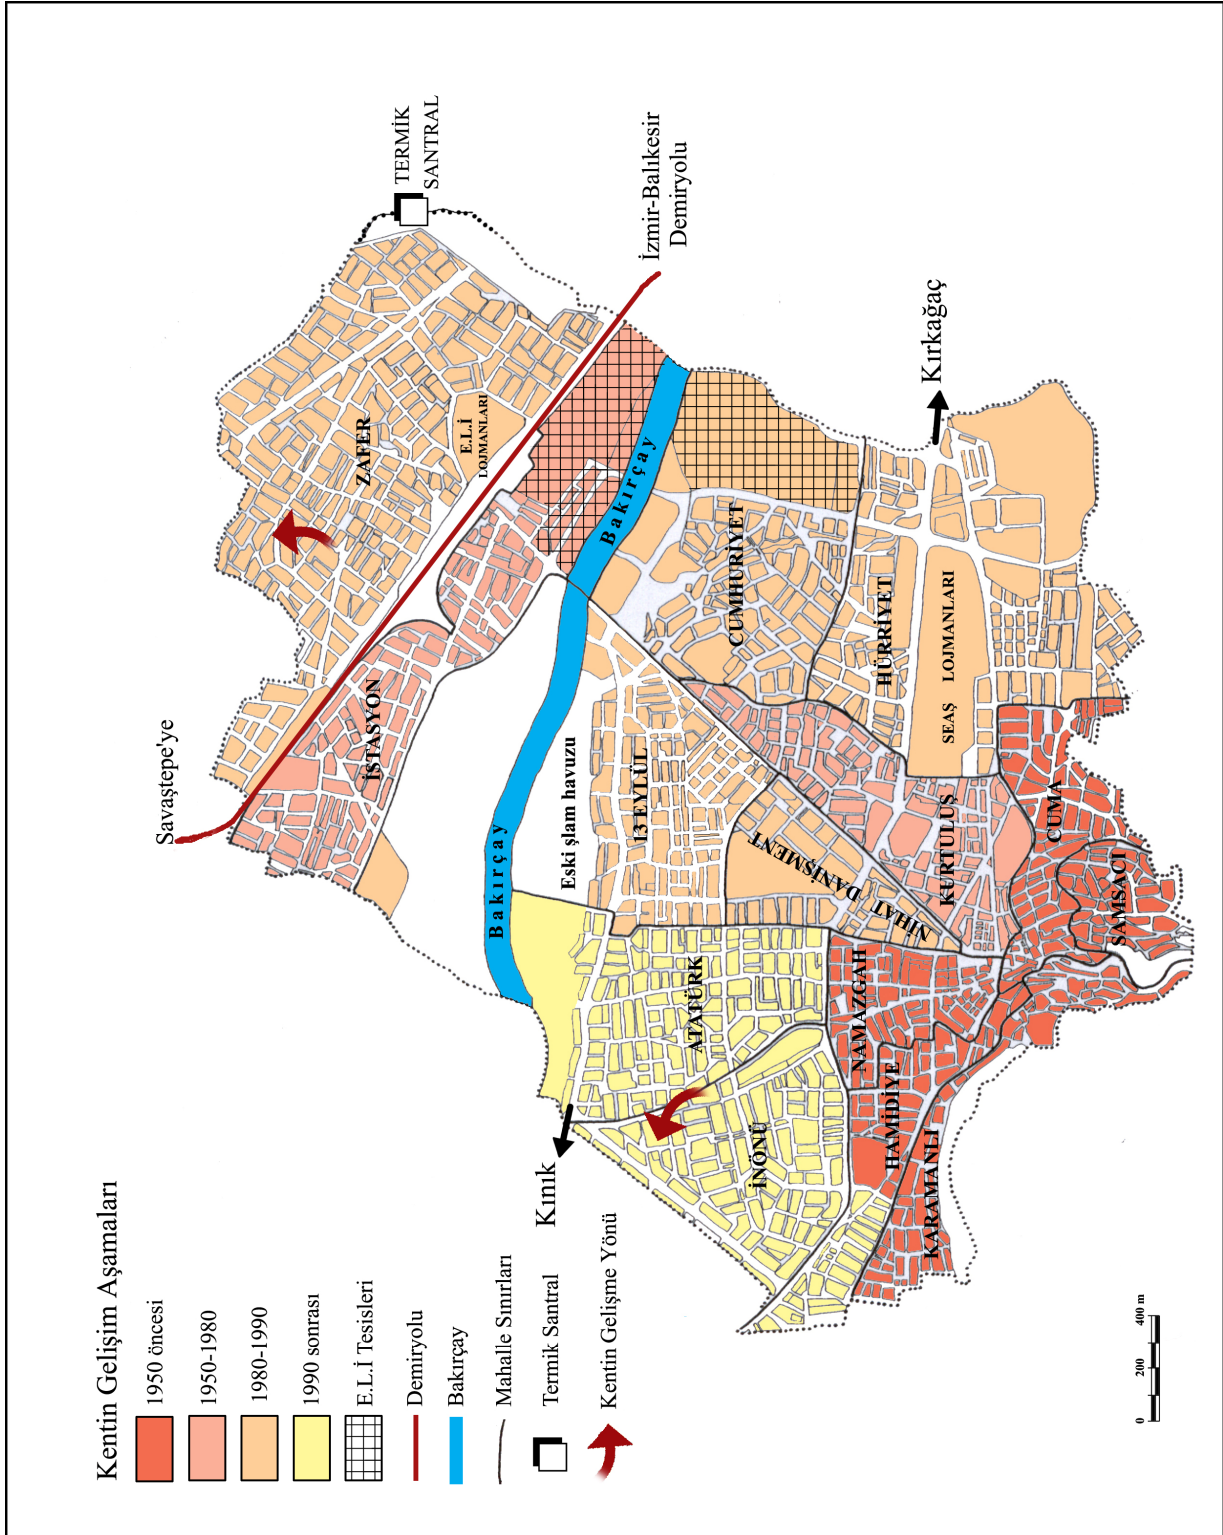 Kentin Gelişim Aşamaları
1950 öncesi
1950-1980
1980-1990
1990 sonrası
E.L.İ Tesisleri
Demiryolu
Bakırçay
Mahalle Sınırları
Termik Santral
Kentin Gelişme Yönü
0 200 400 m
Savaştepe'ye
TERMİK
SANTRAL
İzmir-Balıkesir
Demiryolu
Kırkağaç
Kınık
ZAFER
E.L.İ
LOJMANLARI
İSTASYON
Bakırçay
Bakırçay
Eski şlam havuzu
13 EYLÜL
CUMHURİYET
HÜRRİYET
SEAŞ LOJMANLARI
NİHAT DANİŞMENT
KURTULUŞ
CUMA
SAMSACI
ATATÜRK
NAMAZGAH
İNÖNÜ
HAMİDİYE
KARAMANLI